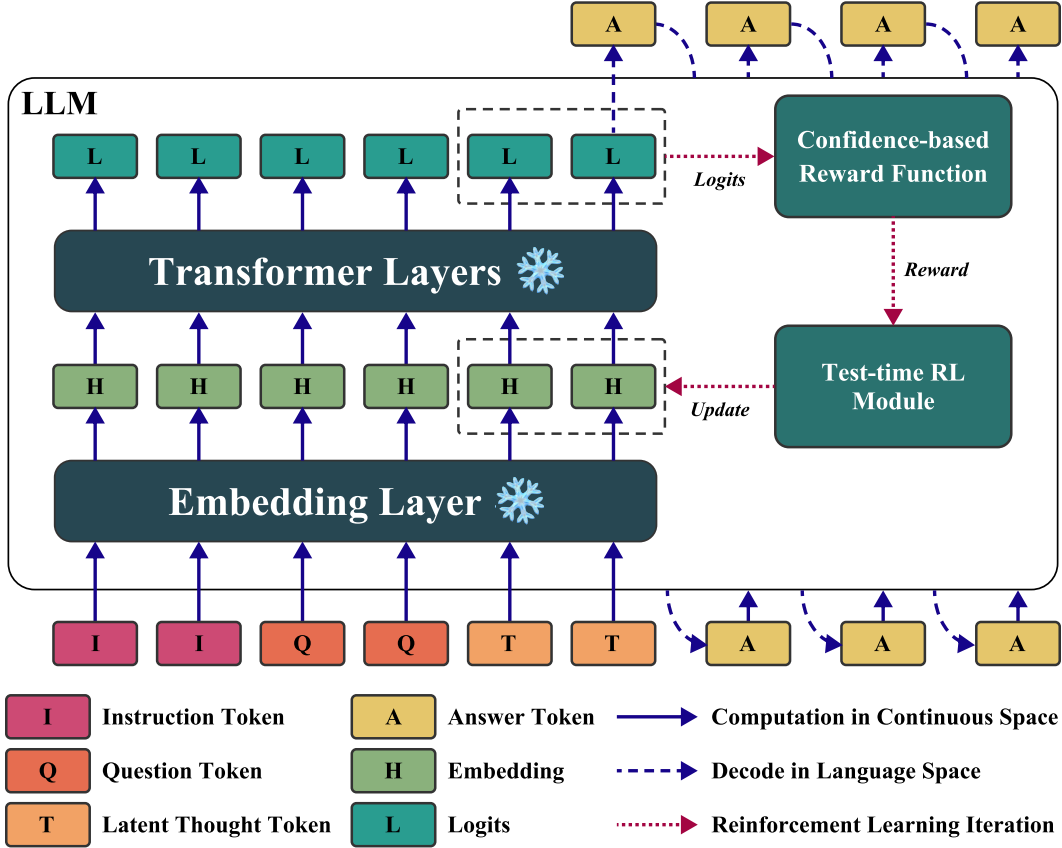 A A A A
LLM
L L L L L L
Logits
Confidence-based
Reward Function
Transformer Layers
Reward
H H H H H H
Update
Test-time RL
Module
Embedding Layer
I I Q Q T T A A A
I Instruction Token
A Answer Token
Computation in Continuous Space
Q Question Token
H Embedding
Decode in Language Space
T Latent Thought Token
L Logits
Reinforcement Learning Iteration